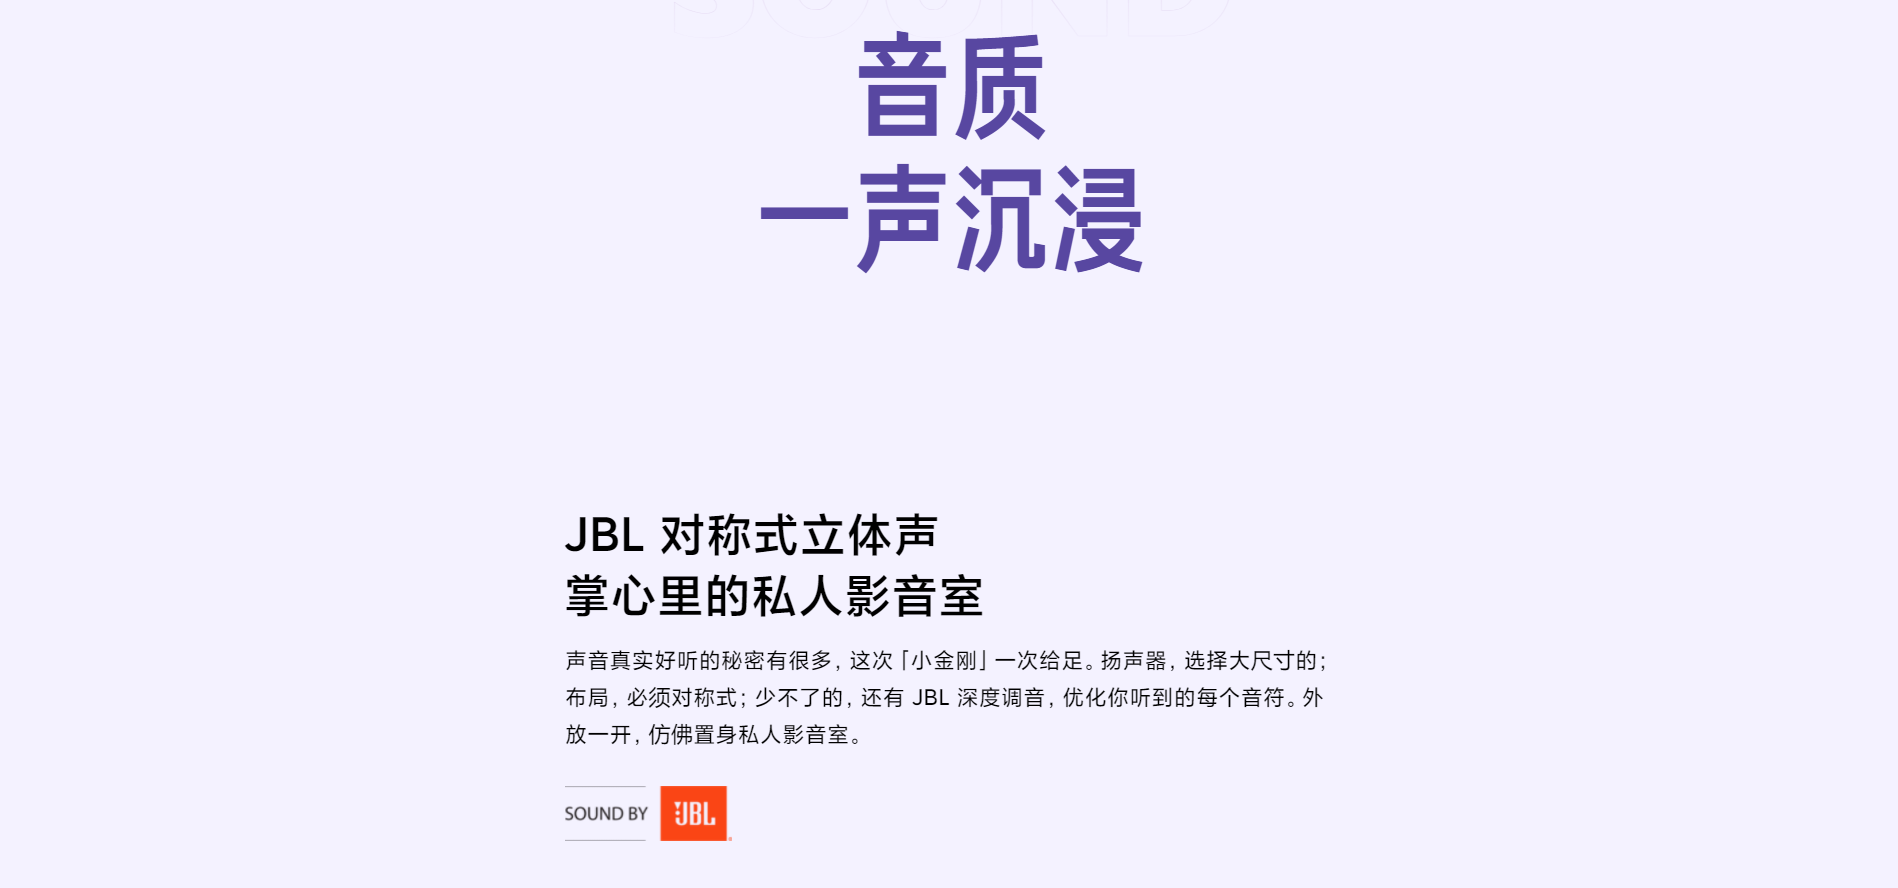 SOUND
音质
一声沉浸
JBL 对称式立体声
掌心里的私人影音室
声音真实好听的秘密有很多，这次「小金刚」一次给足。扬声器，选择大尺寸的；
布局，必须对称式；少不了的，还有 JBL 深度调音，优化你听到的每个音符。外
放一开，仿佛置身私人影音室。
SOUND BY JBL